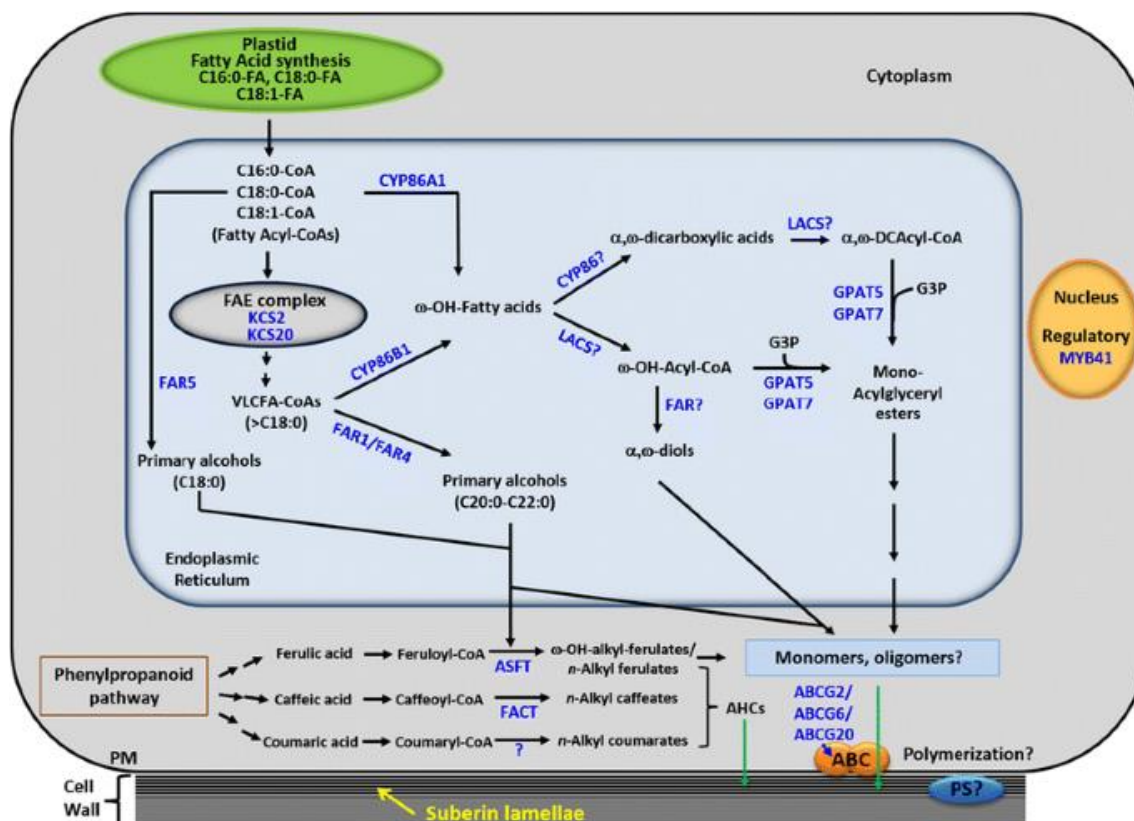 Plastid
Fatty Acid synthesis
C16:0-FA, C18:0-FA
C18:1-FA
Cytoplasm
C16:0-CoA
C18:0-CoA
C18:1-CoA
(Fatty Acyl-CoAs)
CYP86A1
FAE complex
KCS2
KCS20
FAR5
VLCFA-CoAs
(>C18:0)
CYP86B1
FAR1/FAR4
Primary alcohols
(C18:0)
Primary alcohols
(C20:0-C22:0)
ω-OH-Fatty acids
CYP86?
LACS?
α,ω-dicarboxylic acids
LACS?
α,ω-DCAcyl-CoA
GPAT5
GPAT7
G3P
ω-OH-Acyl-CoA
G3P
GPAT5
GPAT7
Mono-
Acylglyceryl
esters
FAR?
α,ω-diols
Endoplasmic
Reticulum
Nucleus
Regulatory
MYB41
Phenylpropanoid
pathway
Ferulic acid
Feruloyl-CoA
ASFT
ω-OH-alkyl-ferulates/
n-Alkyl ferulates
Caffeic acid
Caffeoyl-CoA
FACT
n-Alkyl caffeates
Coumaric acid
Coumaryl-CoA
?
n-Alkyl coumarates
AHCs
Monomers, oligomers?
ABCG2/
ABCG6/
ABCG20
ABC
Polymerization?
PS?
PM
Cell
Wall
Suberin lamellae